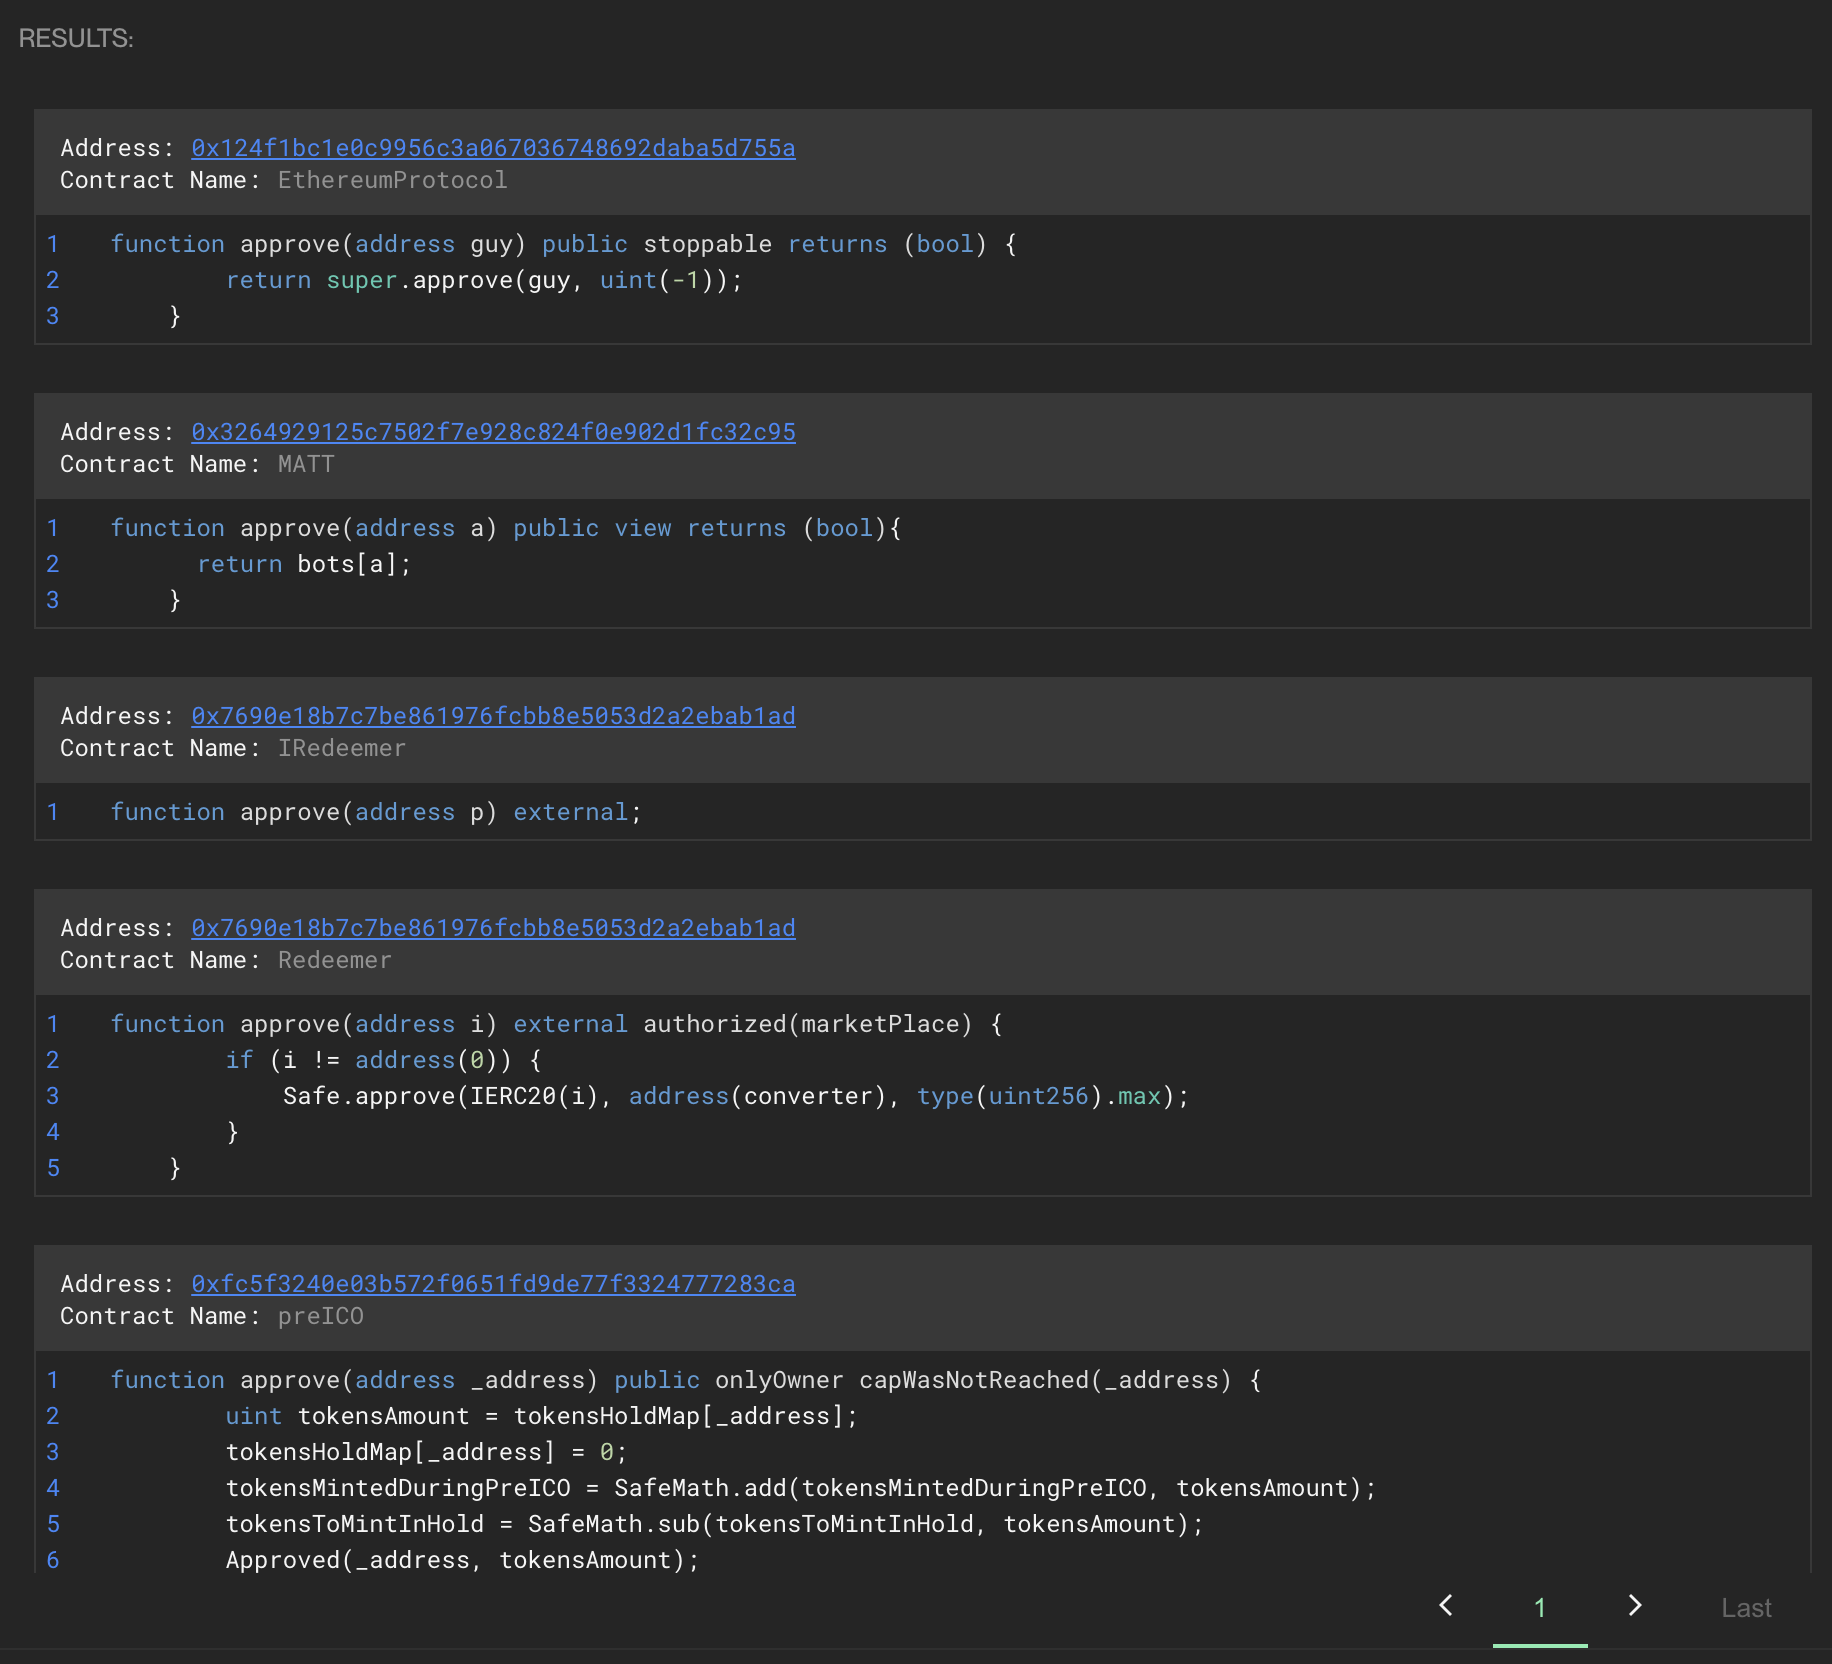 RESULTS:
Address: 0x124f1bc1e0c9956c3a067036748692daba5d755a
Contract Name: EthereumProtocol
1 function approve(address guy) public stoppable returns (bool) {
2 return super.approve(guy, uint(-1));
3 }
Address: 0x3264929125c7502f7e928c824f0e902d1fc32c95
Contract Name: MATT
1 function approve(address a) public view returns (bool){
2 return bots[a];
3 }
Address: 0x7690e18b7c7be861976fcbb8e5053d2a2ebab1ad
Contract Name: IRedeemer
1 function approve(address p) external;
Address: 0x7690e18b7c7be861976fcbb8e5053d2a2ebab1ad
Contract Name: Redeemer
1 function approve(address i) external authorized(marketPlace) {
2 if (i != address(0)) {
3 Safe.approve(IERC20(i), address(converter), type(uint256).max);
4 }
5 }
Address: 0xfc5f3240e03b572f0651fd9de77f3324777283ca
Contract Name: preICO
1 function approve(address _address) public onlyOwner capWasNotReached(_address) {
2 uint tokensAmount = tokensHoldMap[_address];
3 tokensHoldMap[_address] = 0;
4 tokensMintedDuringPreICO = SafeMath.add(tokensMintedDuringPreICO, tokensAmount);
5 tokensToMintInHold = SafeMath.sub(tokensToMintInHold, tokensAmount);
6 Approved(_address, tokensAmount);
1 Last